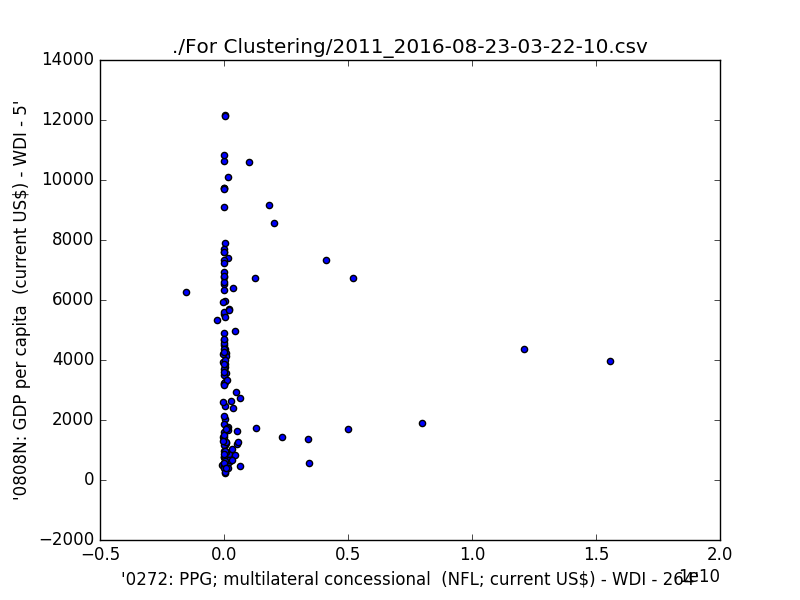 ./For Clustering/2011_2016-08-23-03-22-10.csv
'0808N: GDP per capita  (current US$) - WDI - 5'
14000
12000
10000
8000
6000
4000
2000
0
−2000
−0.5 0.0 0.5 1.0 1.5 2.0
1e10
'0272: PPG; multilateral concessional  (NFL; current US$) - WDI - 264'